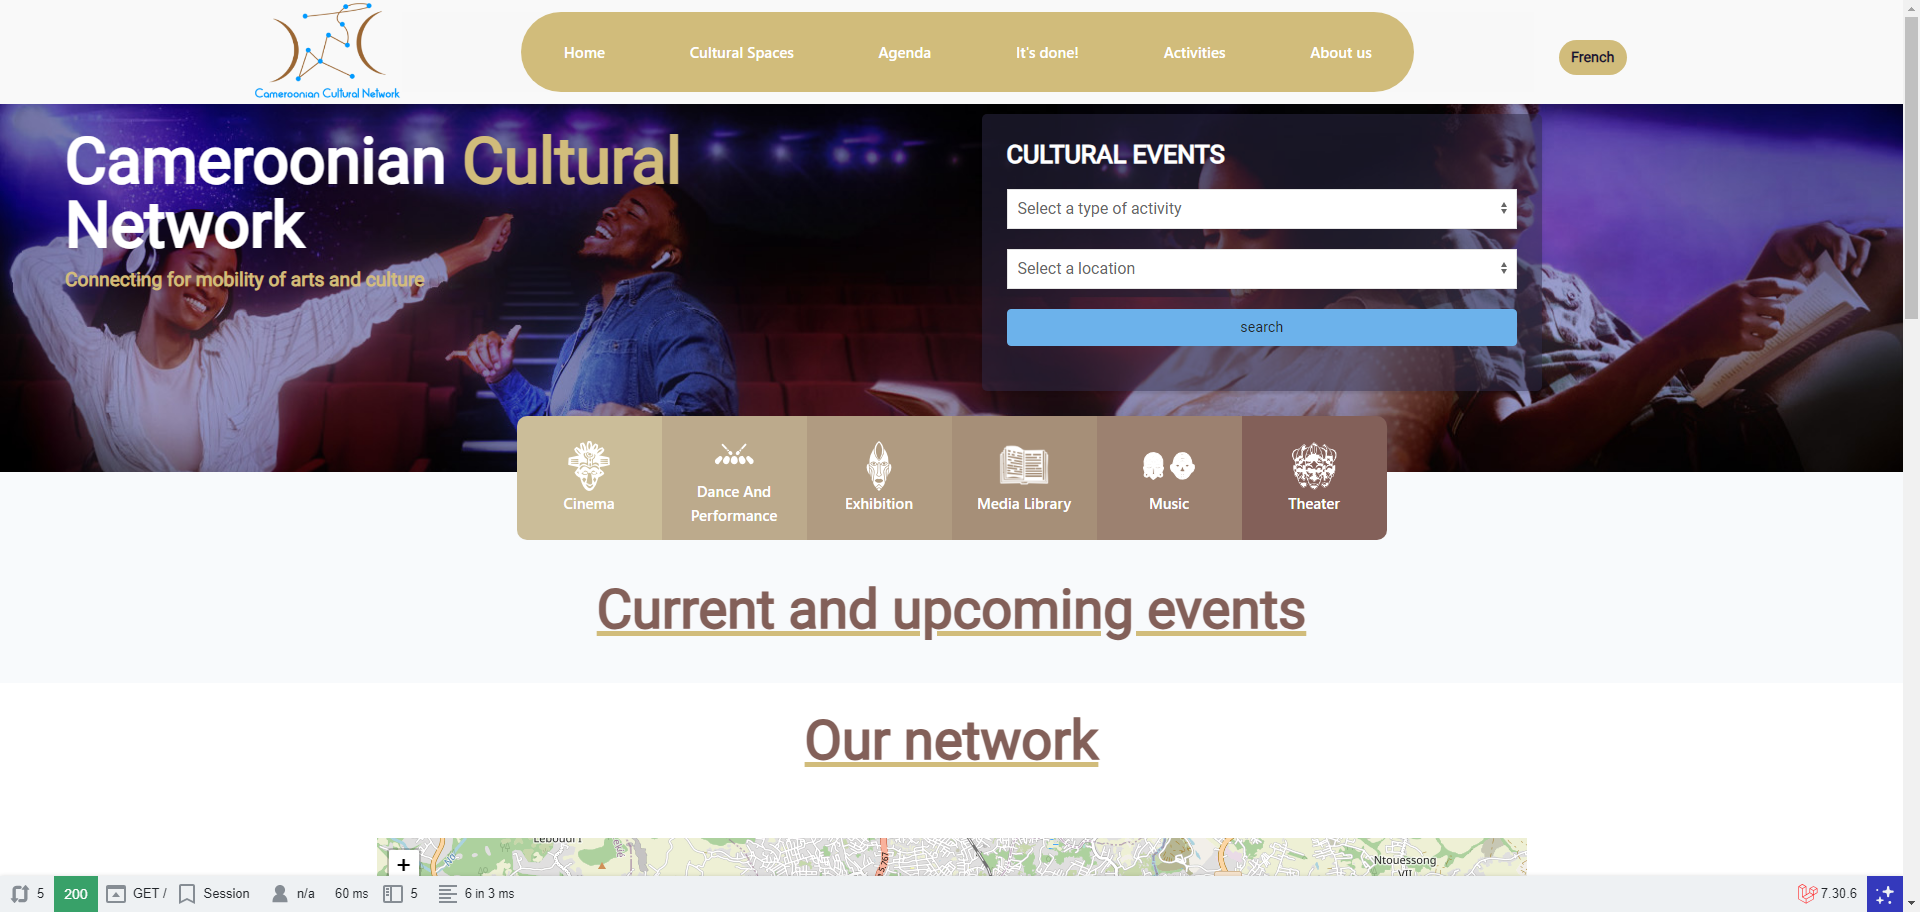 Cameroonian Cultural Network
Home
Cultural Spaces
Agenda
It's done!
Activities
About us
French
Cameroonian Cultural
Network
Connecting for mobility of arts and culture
CULTURAL EVENTS
Select a type of activity
Select a location
search
Cinema
Dance And
Performance
Exhibition
Media Library
Music
Theater
Current and upcoming events
Our network
+
Ntouessong
VII
5 200 GET / Session n/a 60 ms 5 6 in 3 ms 7.30.6